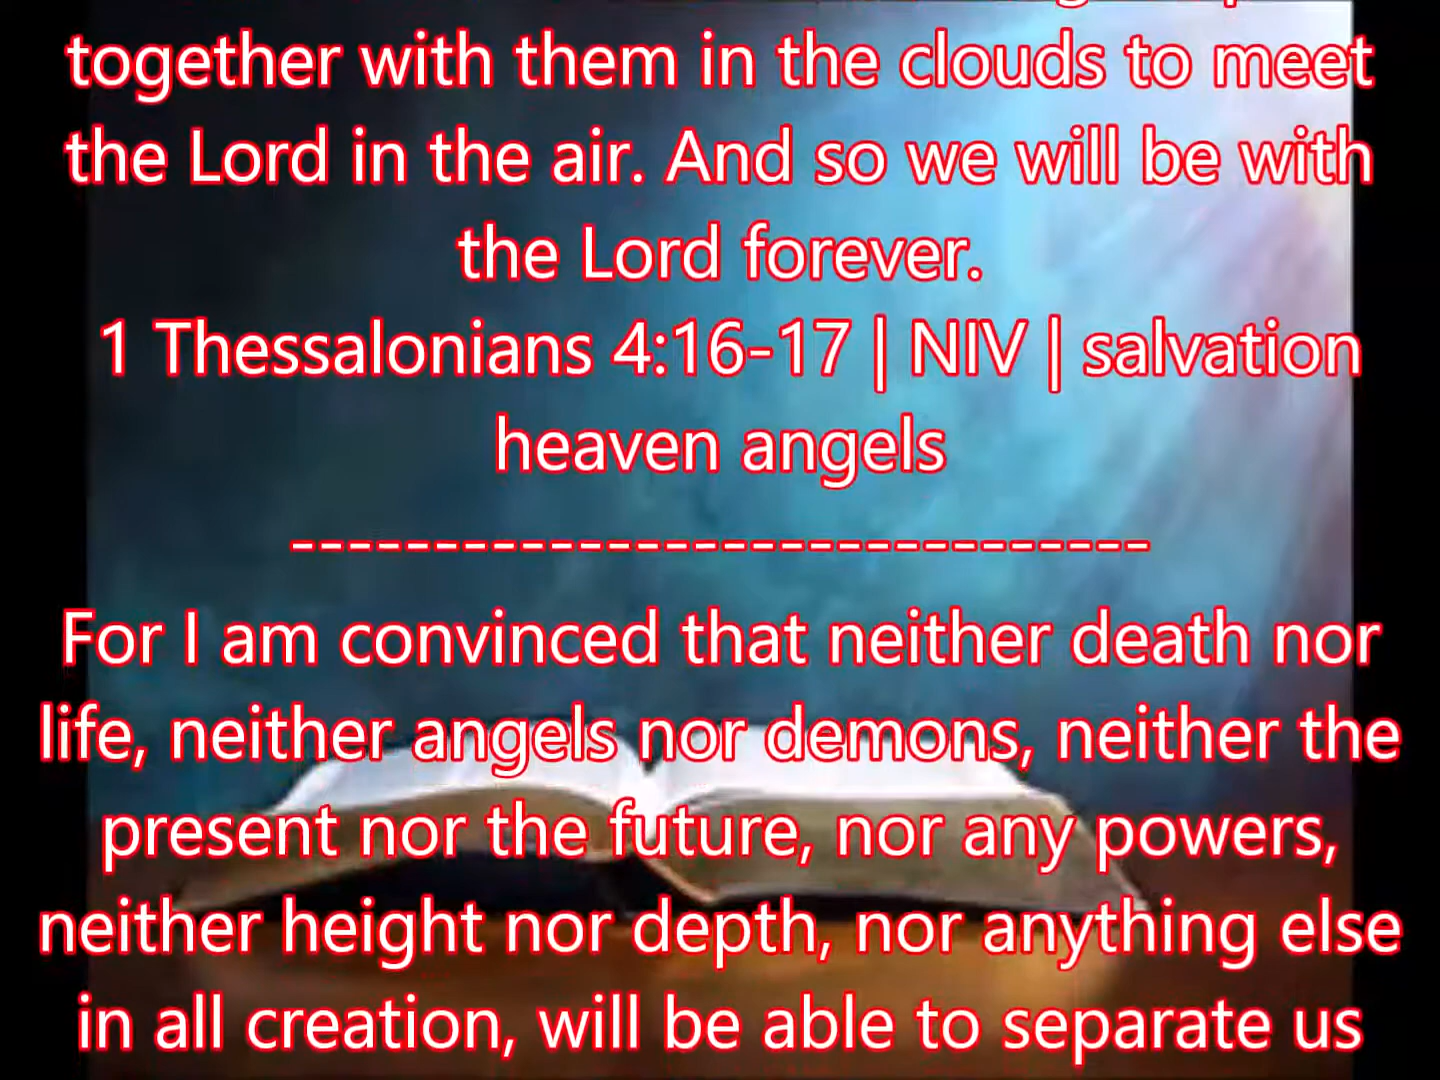 together with them in the clouds to meet
the Lord in the air. And so we will be with
the Lord forever.
1 Thessalonians 4:16-17 | NIV | salvation
heaven angels
------------------------------
For I am convinced that neither death nor
life, neither angels nor demons, neither the
present nor the future, nor any powers,
neither height nor depth, nor anything else
in all creation, will be able to separate us